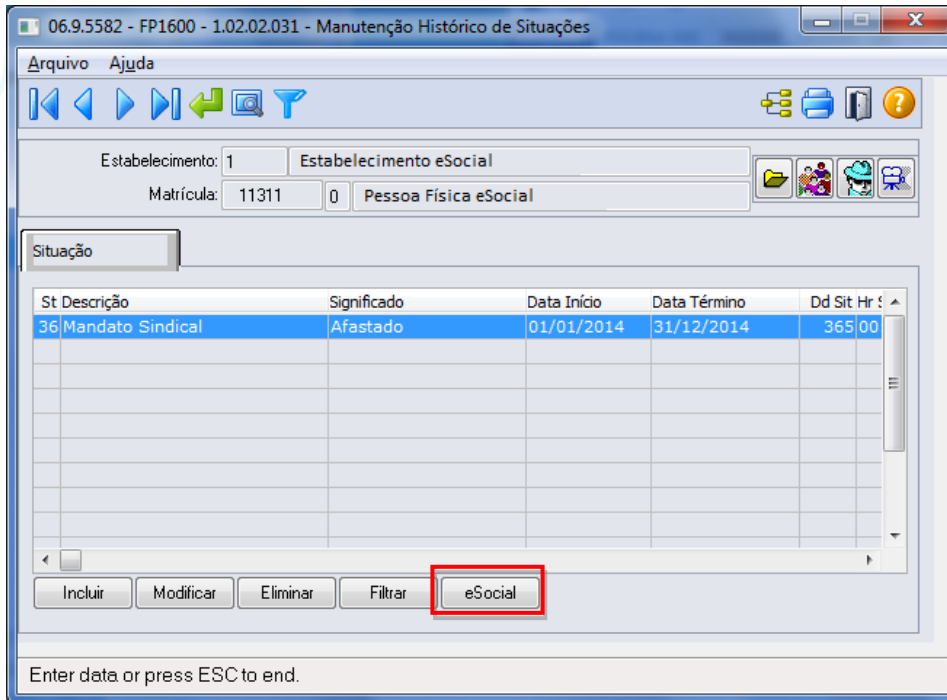 06.9.5582 - FP1600 - 1.02.02.031 - Manutenção Histórico de Situações
Arquivo Ajuda
Estabelecimento: 1 Estabelecimento eSocial
Matrícula: 11311 0 Pessoa Física eSocial
Situação
St Descrição Significado Data Início Data Término Dd Sit Hr
36 Mandato Sindical Afastado 01/01/2014 31/12/2014 365 00
Incluir Modificar Eliminar Filtrar eSocial
Enter data or press ESC to end.